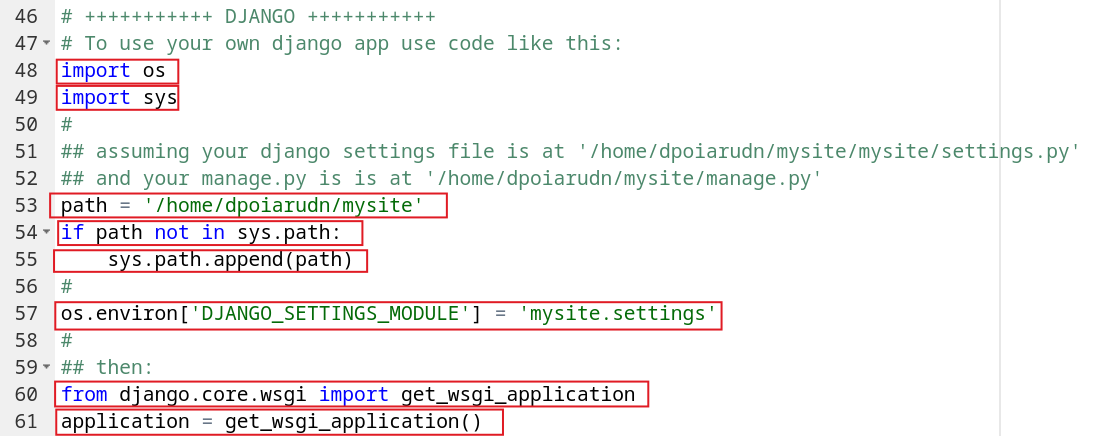 46 # +++++++++++ DJANGO +++++++++++
47 # To use your own django app use code like this:
48 import os
49 import sys
50 #
51 ## assuming your django settings file is at '/home/dpoiarudn/mysite/mysite/settings.py'
52 ## and your manage.py is is at '/home/dpoiarudn/mysite/manage.py'
53 path = '/home/dpoiarudn/mysite'
54 if path not in sys.path:
55     sys.path.append(path)
56 #
57 os.environ['DJANGO_SETTINGS_MODULE'] = 'mysite.settings'
58 #
59 ## then:
60 from django.core.wsgi import get_wsgi_application
61 application = get_wsgi_application()